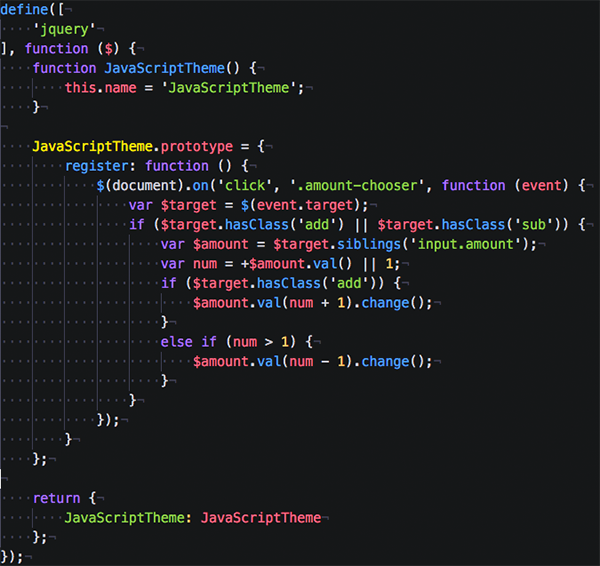 define([
    'jquery'
], function ($) {
    function JavaScriptTheme() {
        this.name = 'JavaScriptTheme';
    }

    JavaScriptTheme.prototype = {
        register: function () {
            $(document).on('click', '.amount-chooser', function (event) {
                var $target = $(event.target);
                if ($target.hasClass('add') || $target.hasClass('sub')) {
                    var $amount = $target.siblings('input.amount');
                    var num = +$amount.val() || 1;
                    if ($target.hasClass('add')) {
                        $amount.val(num + 1).change();
                    }
                    else if (num > 1) {
                        $amount.val(num - 1).change();
                    }
                }
            });
        }
    };

    return {
        JavaScriptTheme: JavaScriptTheme
    };
});